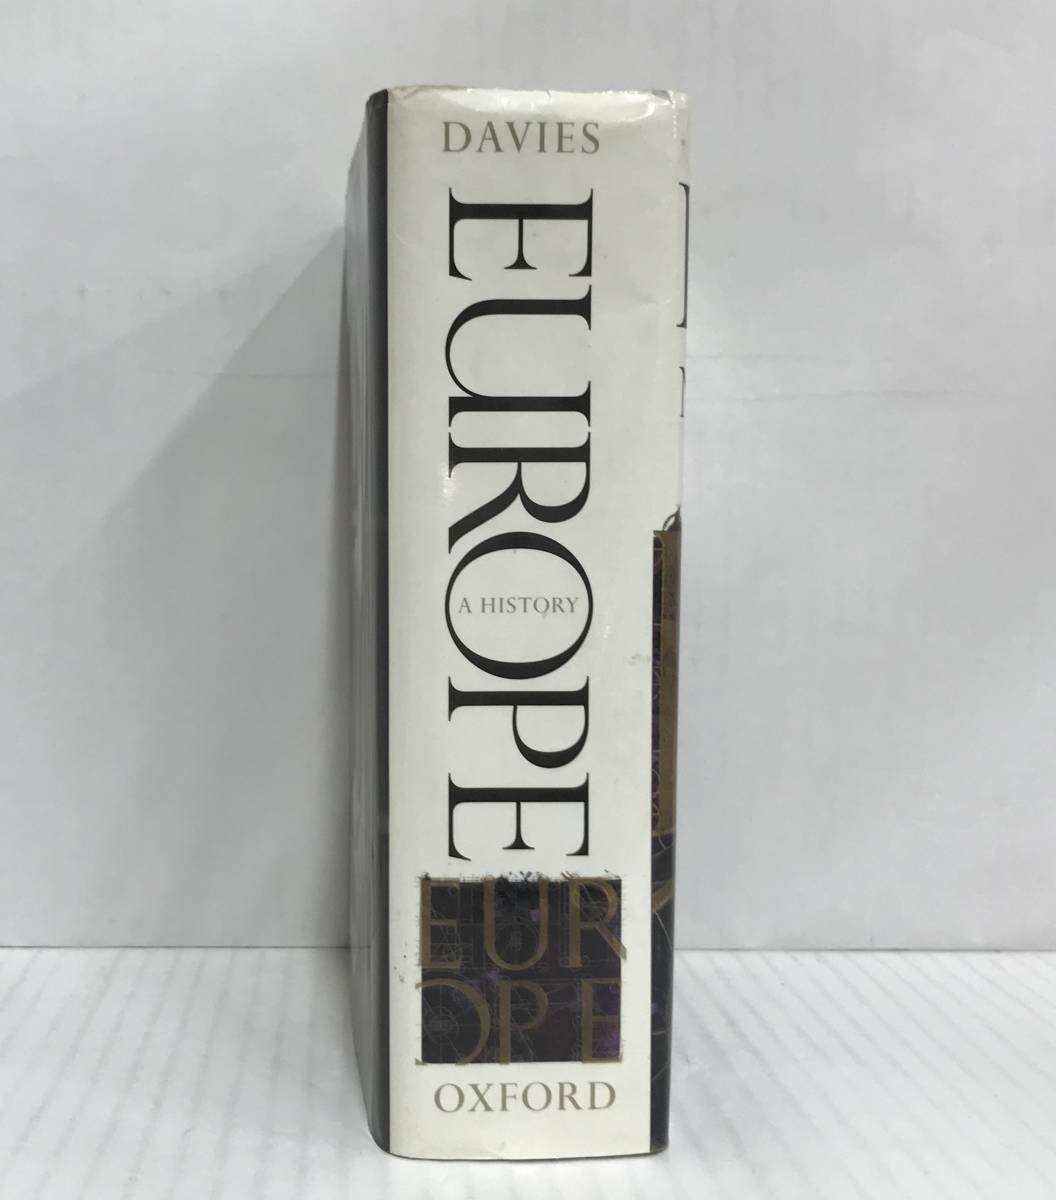 DAVIES
EUROPE
A HISTORY
EUR
OPE
OXFORD